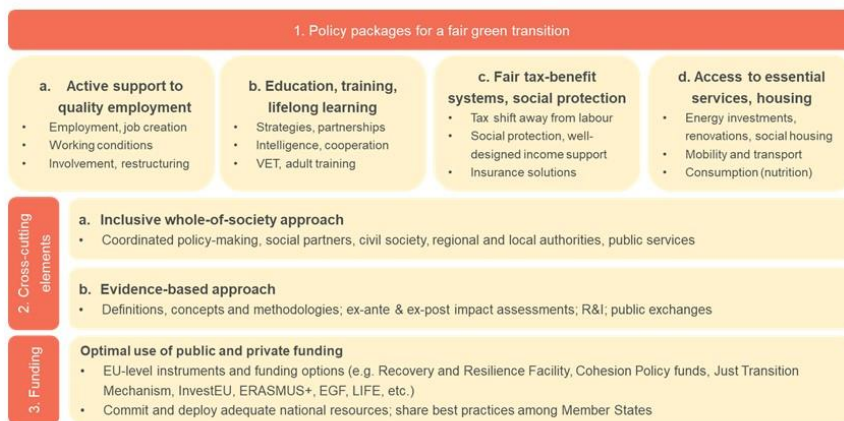 1. Policy packages for a fair green transition
a. Active support to
quality employment
• Employment, job creation
• Working conditions
• Involvement, restructuring
b. Education, training,
lifelong learning
• Strategies, partnerships
• Intelligence, cooperation
• VET, adult training
c. Fair tax-benefit
systems, social protection
• Tax shift away from labour
• Social protection, well-
designed income support
• Insurance solutions
d. Access to essential
services, housing
• Energy investments,
renovations, social housing
• Mobility and transport
• Consumption (nutrition)
2. Cross-cutting
elements
a. Inclusive whole-of-society approach
• Coordinated policy-making, social partners, civil society, regional and local authorities, public services
b. Evidence-based approach
• Definitions, concepts and methodologies; ex-ante & ex-post impact assessments; R&I; public exchanges
3. Funding
Optimal use of public and private funding
• EU-level instruments and funding options (e.g. Recovery and Resilience Facility, Cohesion Policy funds, Just Transition
Mechanism, InvestEU, ERASMUS+, EGF, LIFE, etc.)
• Commit and deploy adequate national resources; share best practices among Member States